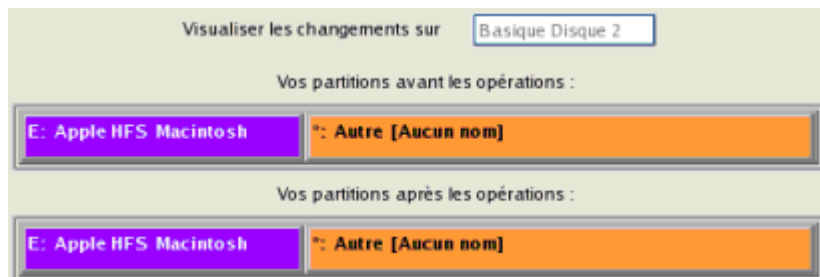 Visualiser les changements sur Basique Disque 2
Vos partitions avant les opérations :
E: Apple HFS Macintosh *: Autre [Aucun nom]
Vos partitions après les opérations :
E: Apple HFS Macintosh *: Autre [Aucun nom]